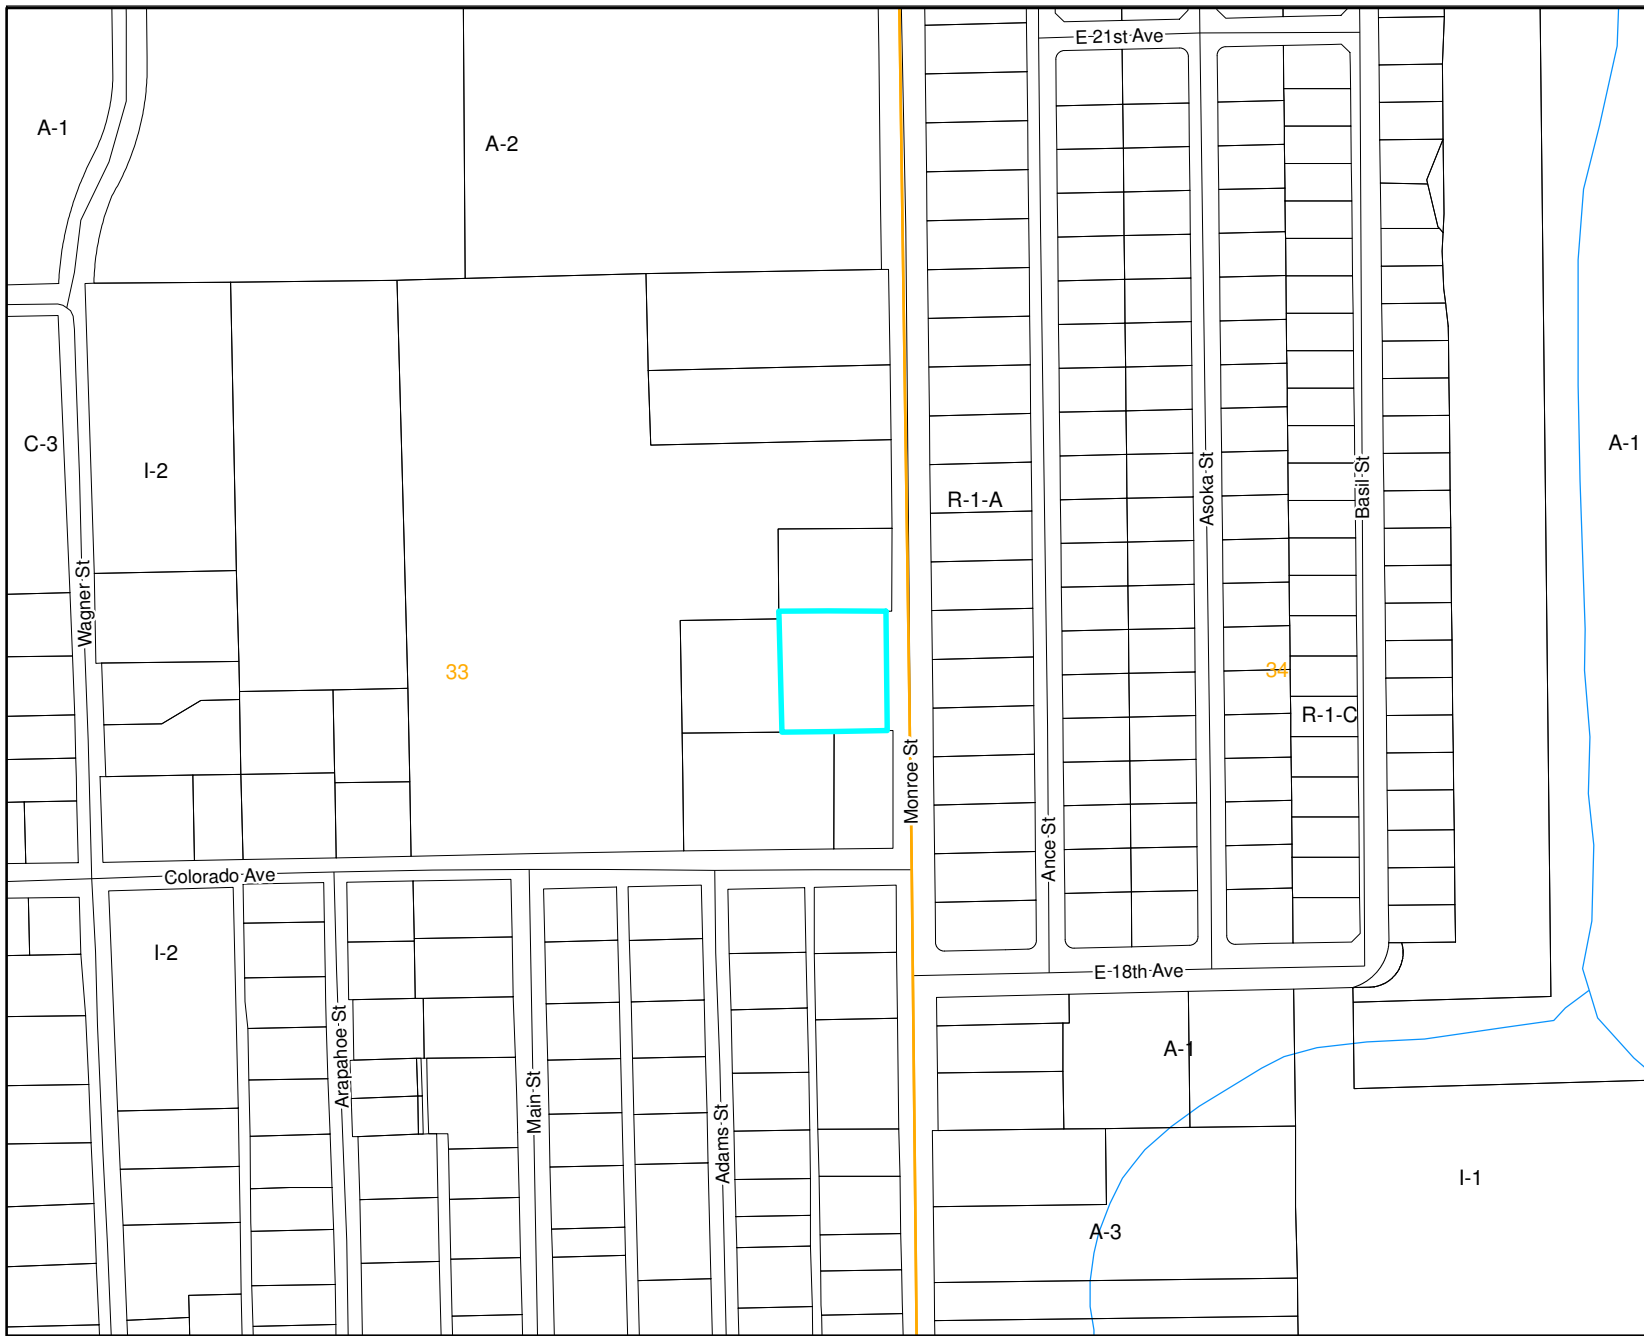 E 21st Ave
A-1
A-2
C-3
A-1
I-2
R-1-A
Asoka St
Basil St
Wagner St
33
34
R-1-C
Monroe St
Ance St
Colorado Ave
I-2
E 18th Ave
Arapahoe St
A-1
Main St
Adams St
I-1
A-3